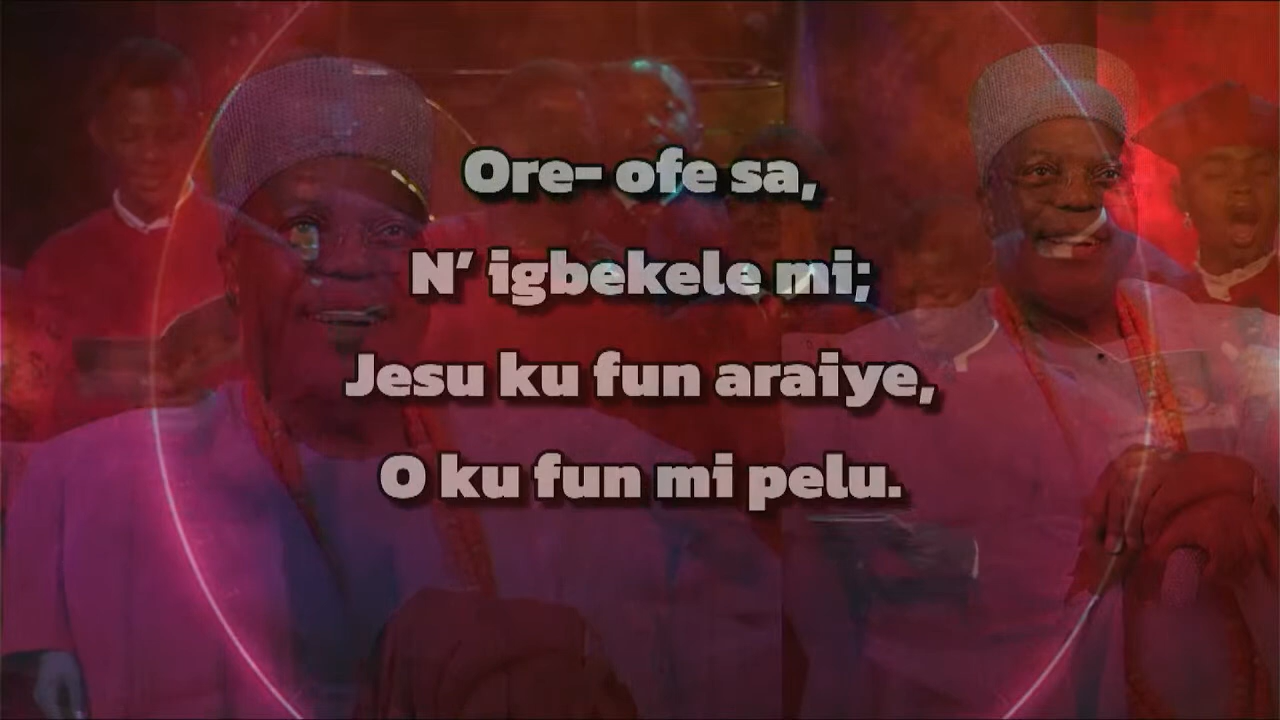 Ore- ofe sa,
N’ igbekele mi;
Jesu ku fun araiye,
O ku fun mi pelu.